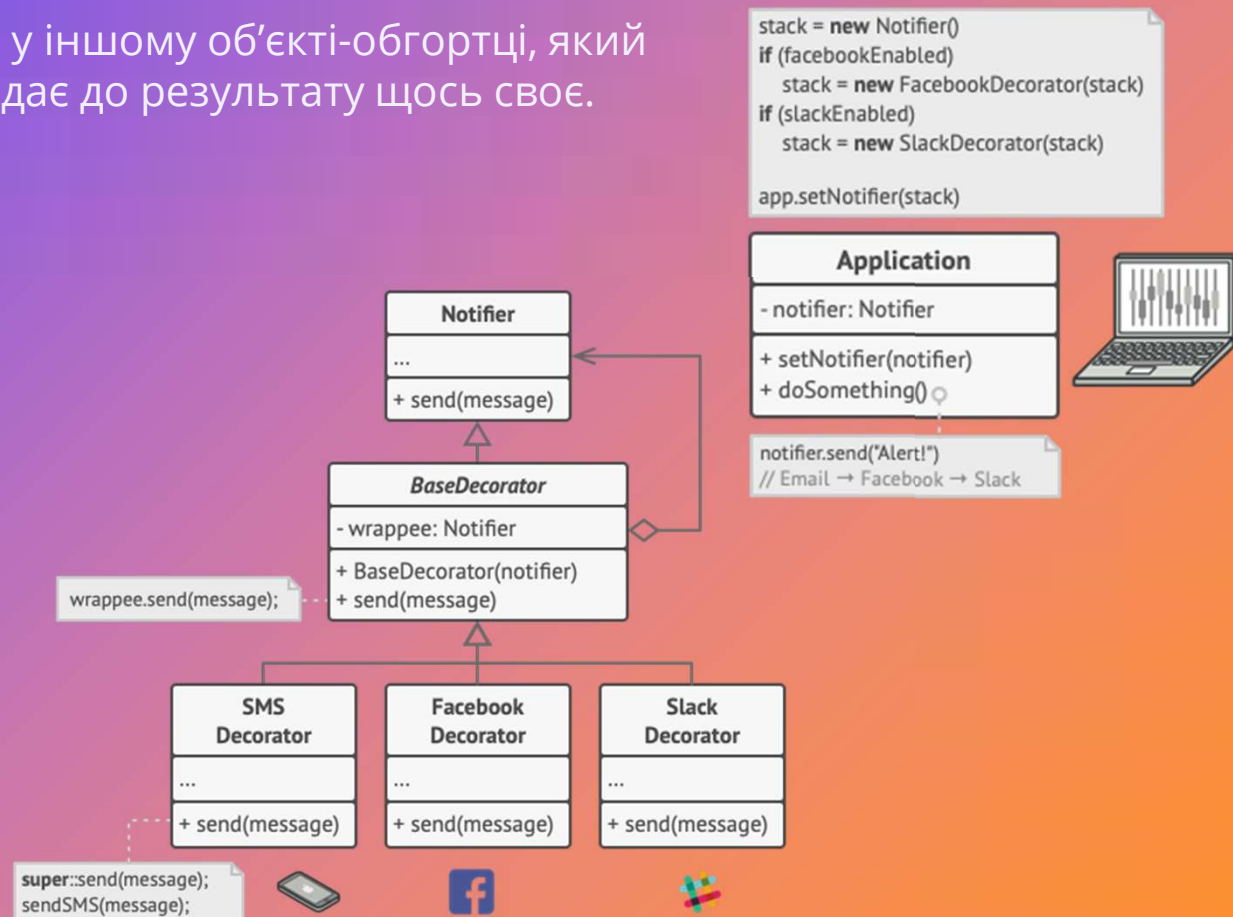 у іншому об’єкті-обгортці, який
дає до результату щось своє.
stack = new Notifier()
if (facebookEnabled)
stack = new FacebookDecorator(stack)
if (slackEnabled)
stack = new SlackDecorator(stack)
app.setNotifier(stack)
Application
- notifier: Notifier
+ setNotifier(notifier)
+ doSomething()
notifier.send("Alert!")
// Email → Facebook → Slack
Notifier
...
+ send(message)
BaseDecorator
- wrappee: Notifier
+ BaseDecorator(notifier)
+ send(message)
wrappee.send(message);
SMS
Decorator
...
+ send(message)
Facebook
Decorator
...
+ send(message)
Slack
Decorator
...
+ send(message)
super::send(message);
sendSMS(message);